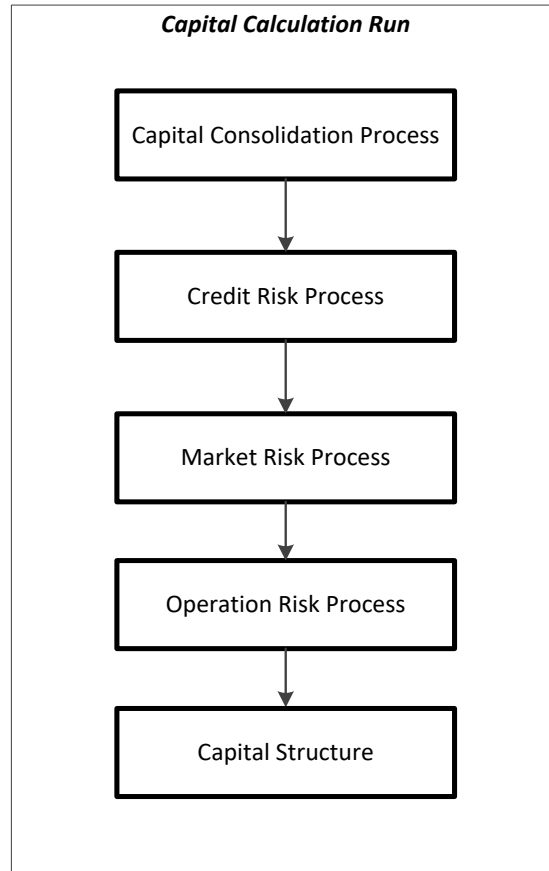 Capital Calculation Run
Capital Consolidation Process
Credit Risk Process
Market Risk Process
Operation Risk Process
Capital Structure